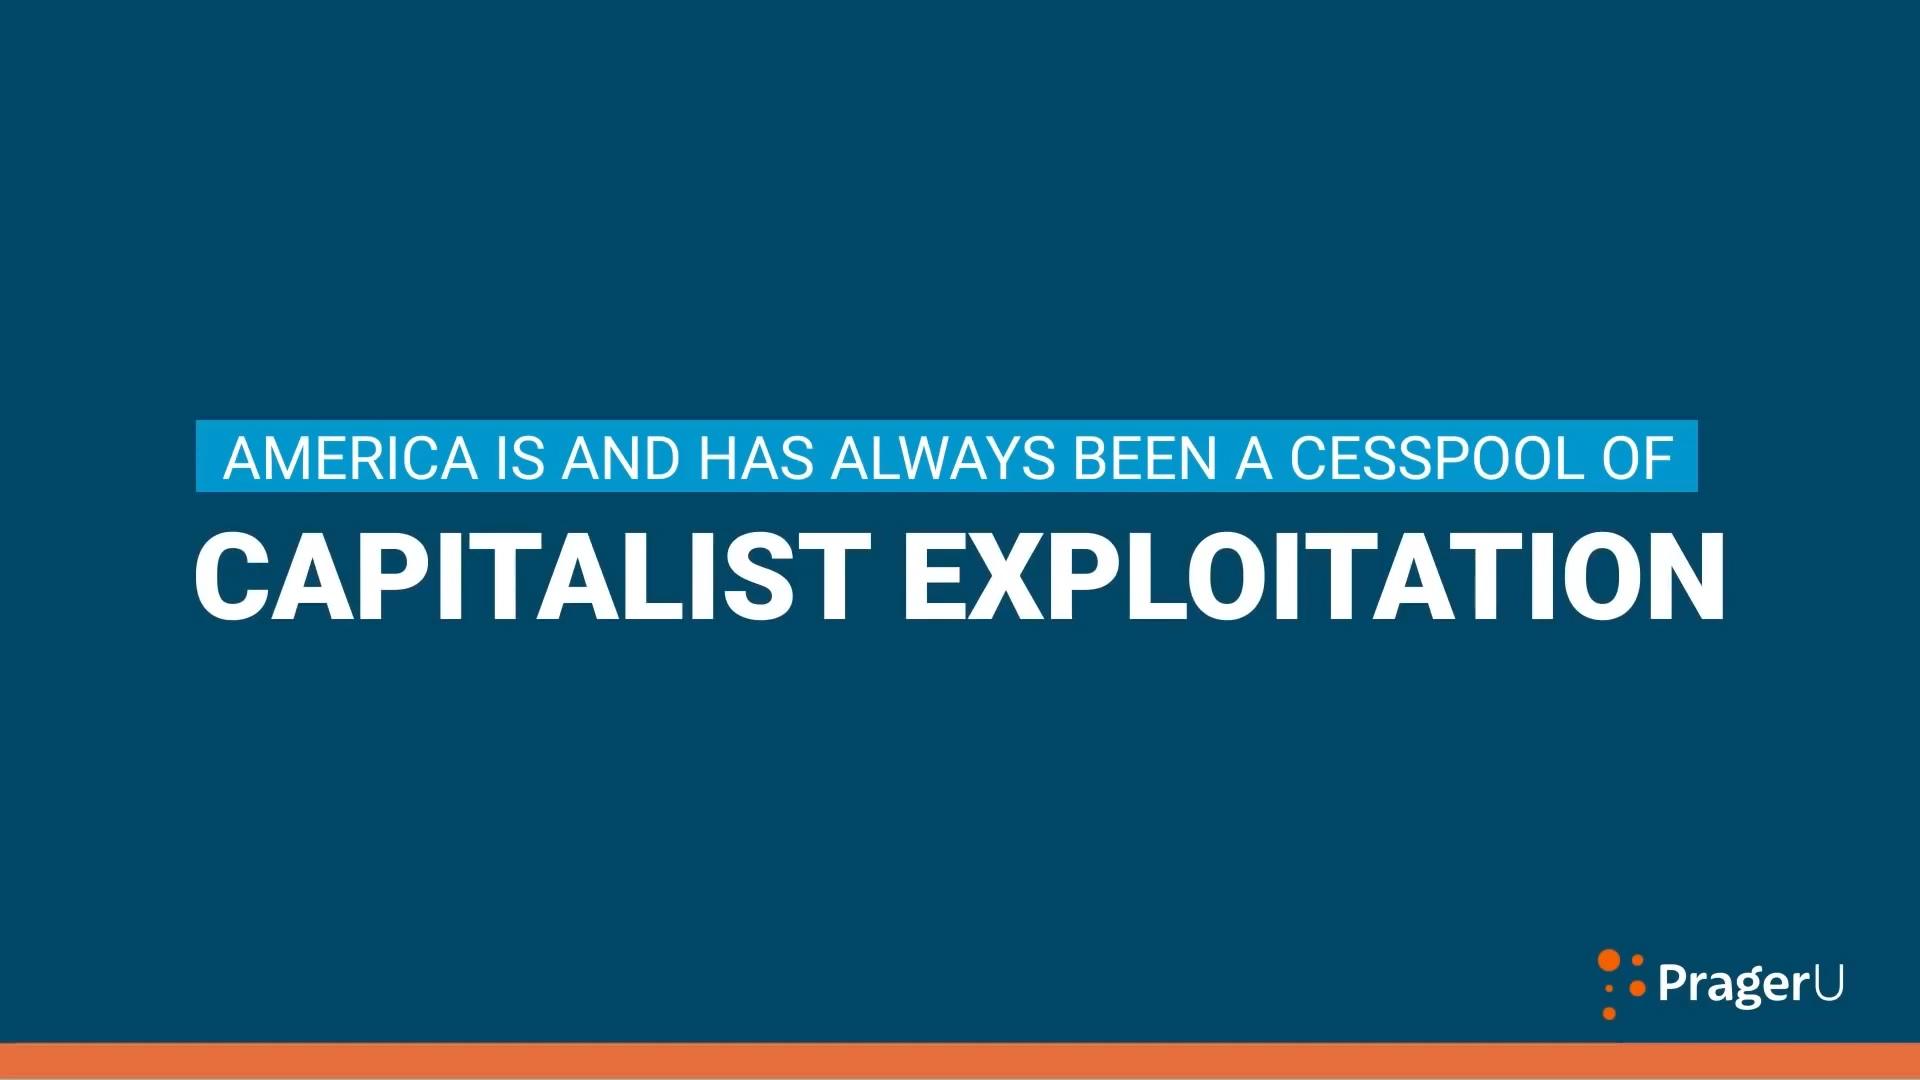 AMERICA IS AND HAS ALWAYS BEEN A CESSPOOL OF
CAPITALIST EXPLOITATION
PragerU